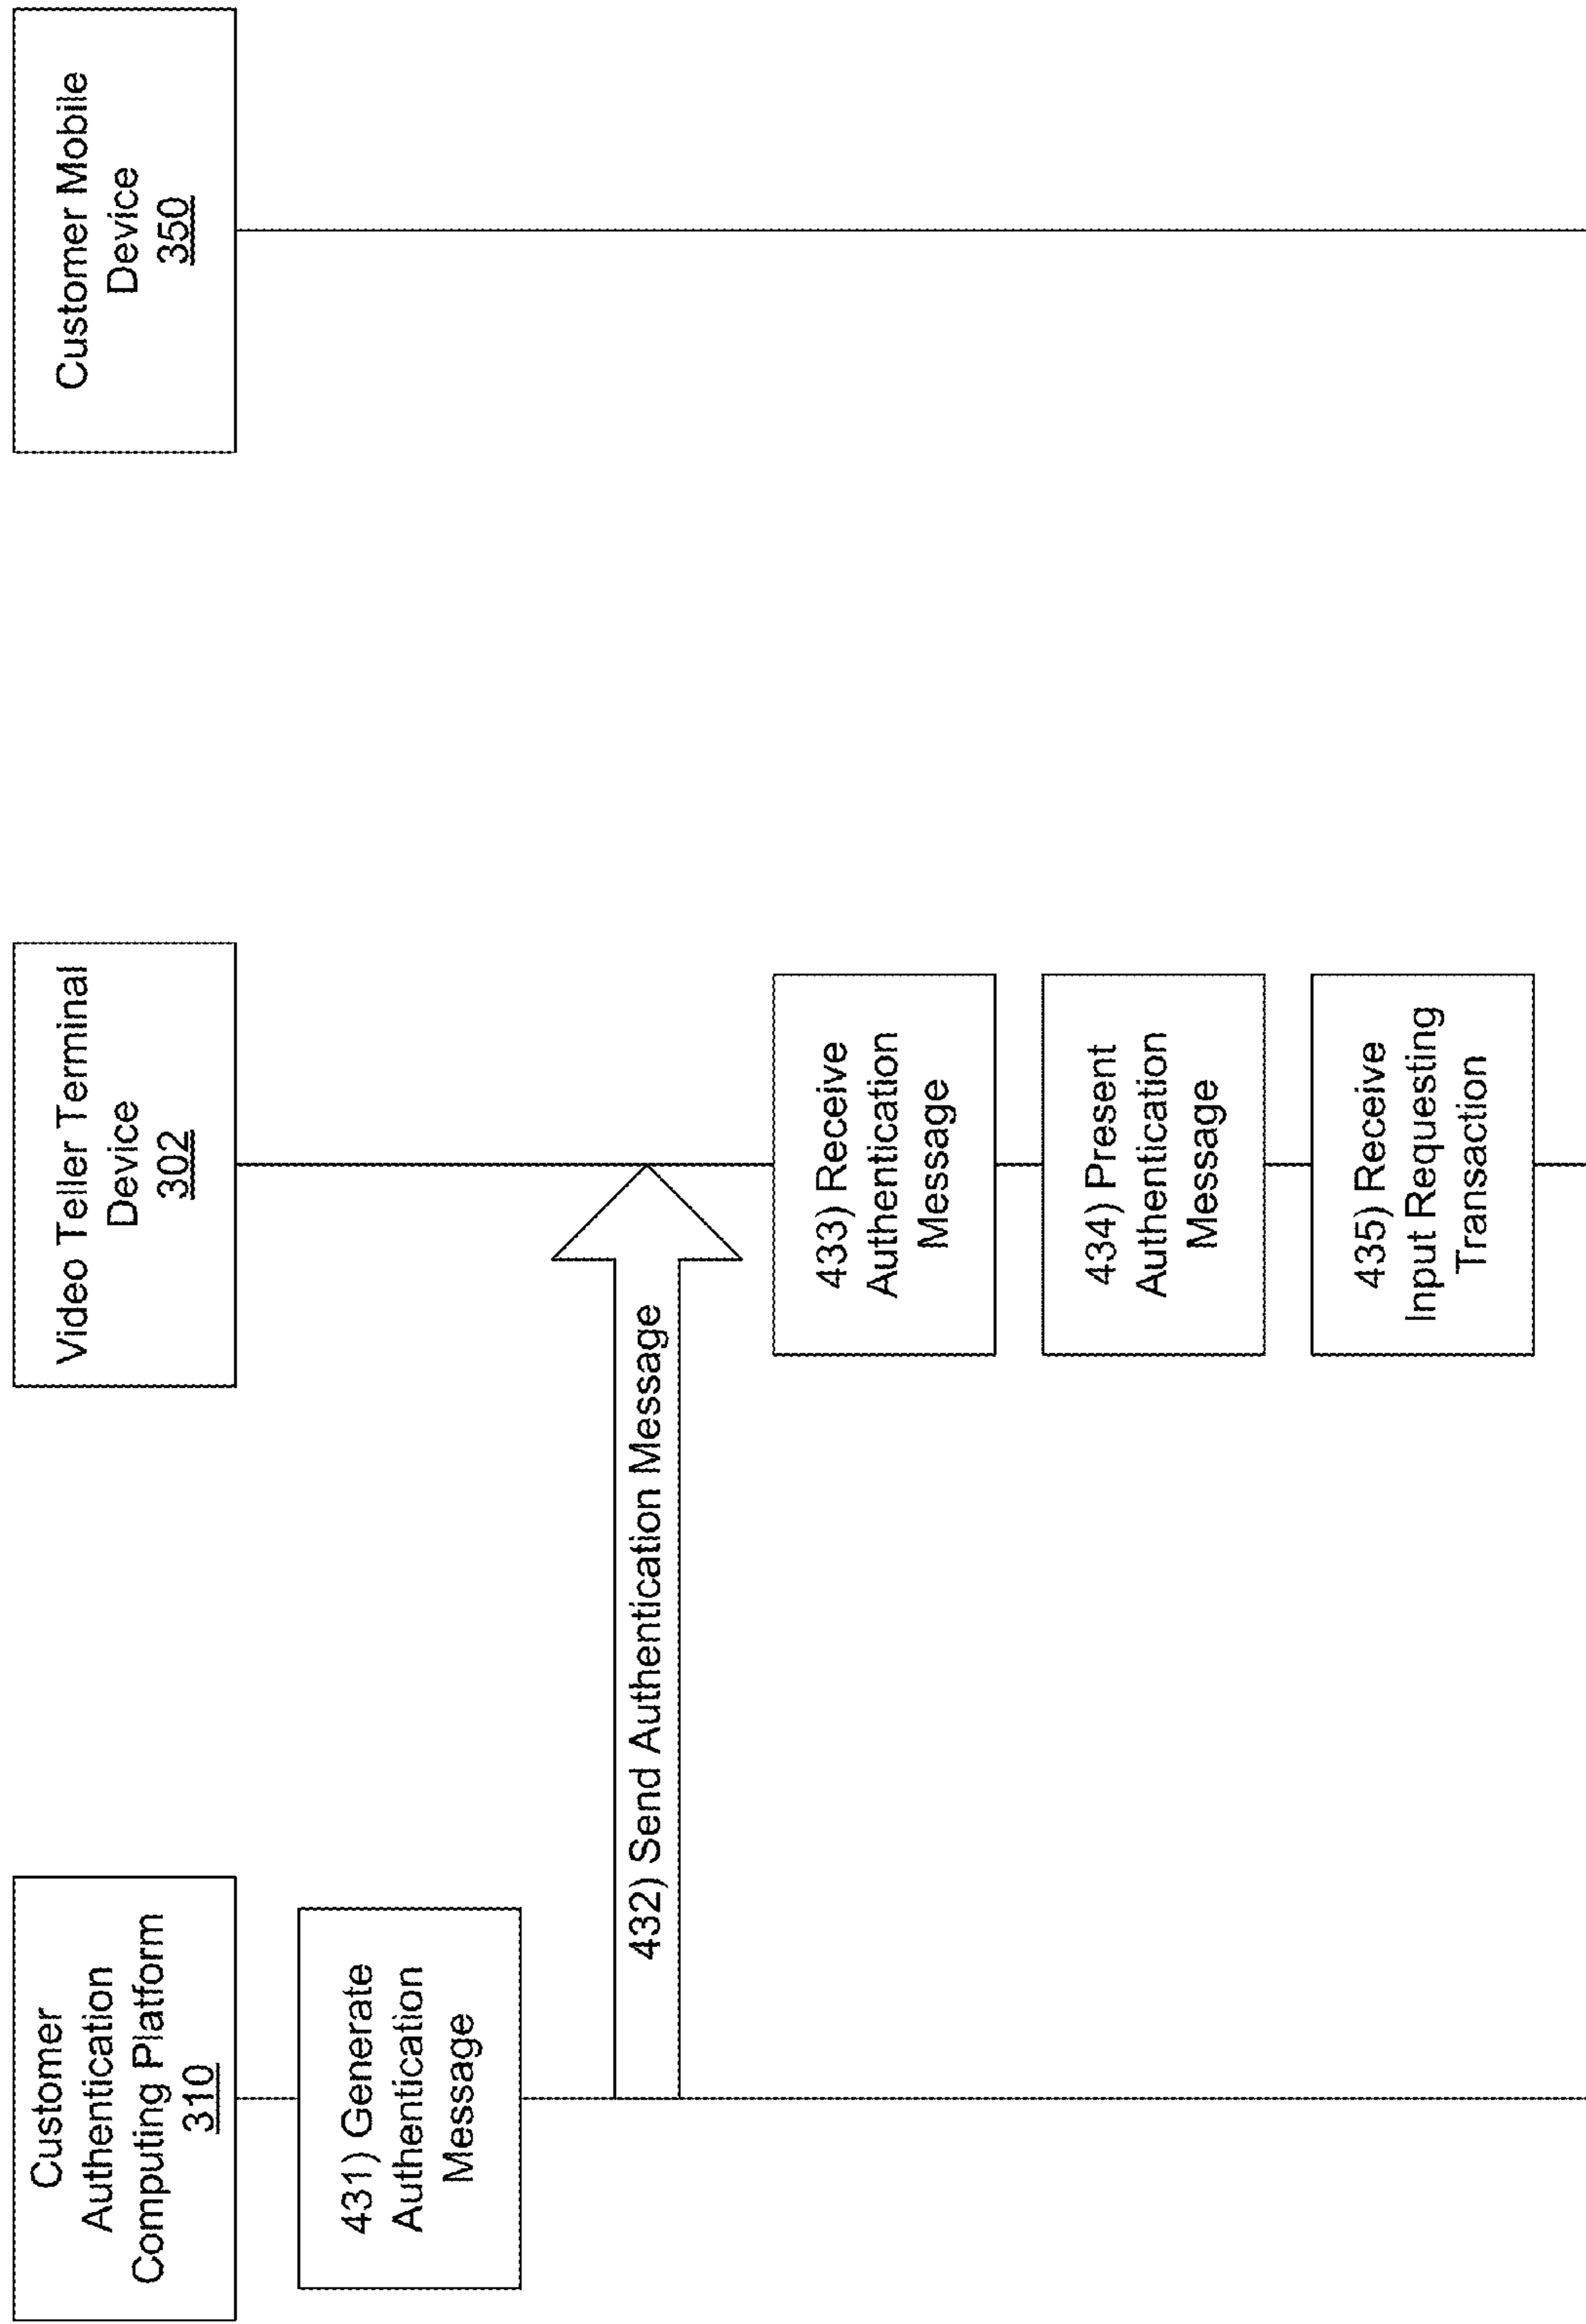 Customer
Authentication
Computing Platform
310
Video Teller Terminal
Device
302
Customer Mobile
Device
350
431) Generate
Authentication
Message
432) Send Authentication Message
433) Receive
Authentication
Message
434) Present
Authentication
Message
435) Receive
Input Requesting
Transaction